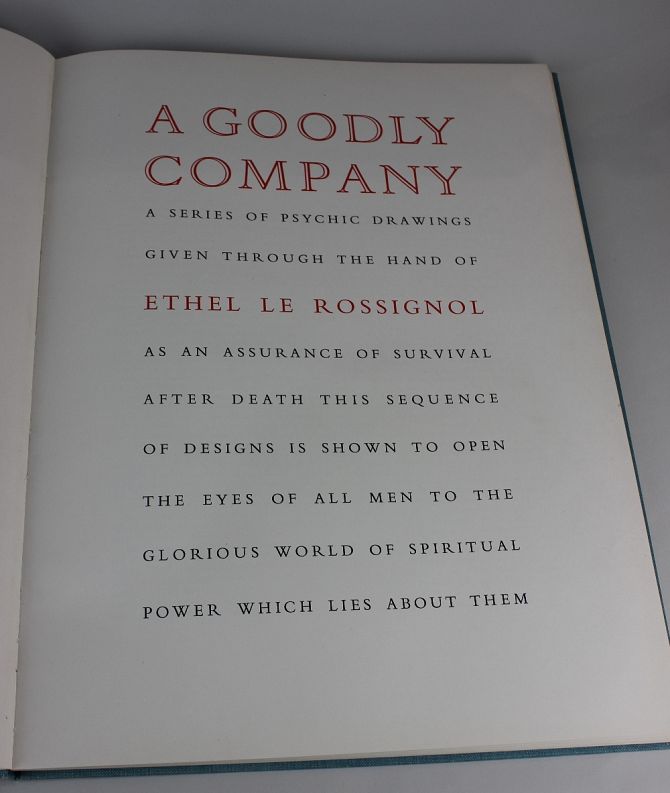 A GOODLY
COMPANY
A SERIES OF PSYCHIC DRAWINGS
GIVEN THROUGH THE HAND OF
ETHEL LE ROSSIGNOL
AS AN ASSURANCE OF SURVIVAL
AFTER DEATH THIS SEQUENCE
OF DESIGNS IS SHOWN TO OPEN
THE EYES OF ALL MEN TO THE
GLORIOUS WORLD OF SPIRITUAL
POWER WHICH LIES ABOUT THEM